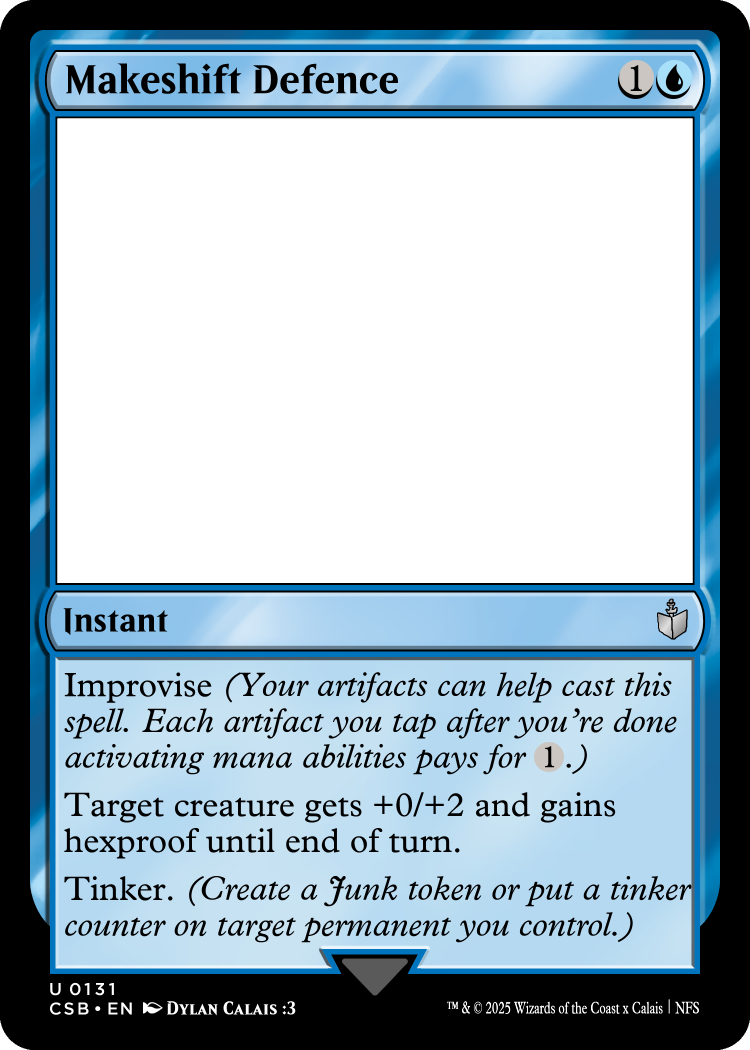 Makeshift Defence 1
Instant
Improvise (Your artifacts can help cast this
spell. Each artifact you tap after you're done
activating mana abilities pays for 1.)
Target creature gets +0/+2 and gains
hexproof until end of turn.
Tinker. (Create a Junk token or put a tinker
counter on target permanent you control.)
U 0131
CSB • EN Dylan Calais :3
™ & © 2025 Wizards of the Coast x Calais | NFS